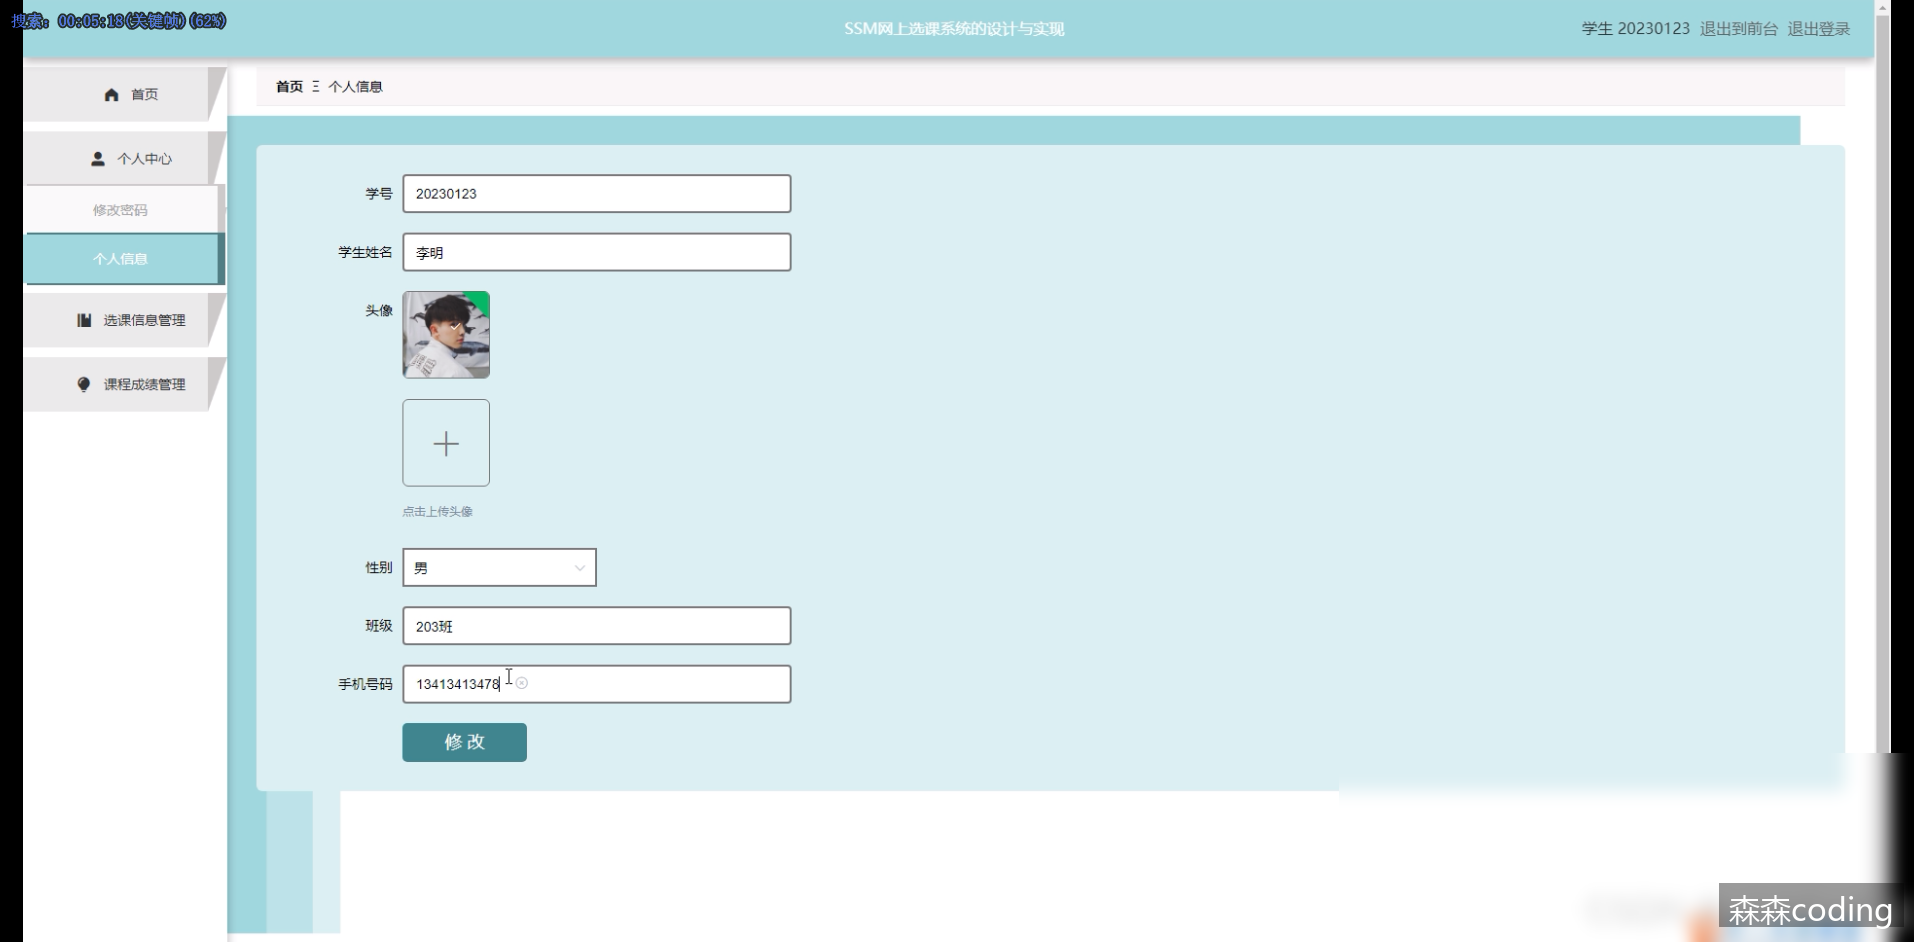 搜索: 00:05:18(关键帧)(62%)
SSM网上选课系统的设计与实现
学生 20230123 退出到前台 退出登录
首页
个人中心
修改密码
个人信息
选课信息管理
课程成绩管理
首页 Ξ 个人信息
学号 20230123
学生姓名 李明
头像
点击上传头像
性别 男
班级 203班
手机号码 13413413478
修改
森森coding